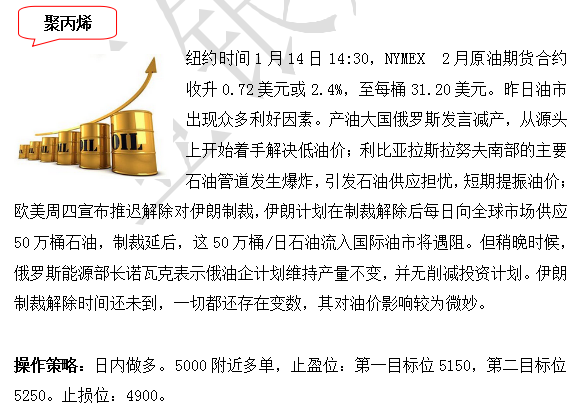 聚丙烯
纽约时间 1 月 14 日 14:30，NYMEX 2 月原油期货合约
收升 0.72 美元或 2.4%，至每桶 31.20 美元。昨日油市
出现众多利好因素。产油大国俄罗斯发言减产，从源头
上开始着手解决低油价；利比亚拉斯拉努夫南部的主要
石油管道发生爆炸，引发石油供应担忧，短期提振油价；
欧美周四宣布推迟解除对伊朗制裁，伊朗计划在制裁解除后每日向全球市场供应
50 万桶石油，制裁延后，这 50 万桶/日石油流入国际油市将遇阻。但稍晚时候，
俄罗斯能源部长诺瓦克表示俄油企计划维持产量不变，并无削减投资计划。伊朗
制裁解除时间还未到，一切都还存在变数，其对油价影响较为微妙。
操作策略：日内做多。5000 附近多单，止盈位：第一目标位 5150，第二目标位
5250。止损位：4900。
OIL
OIL
OIL